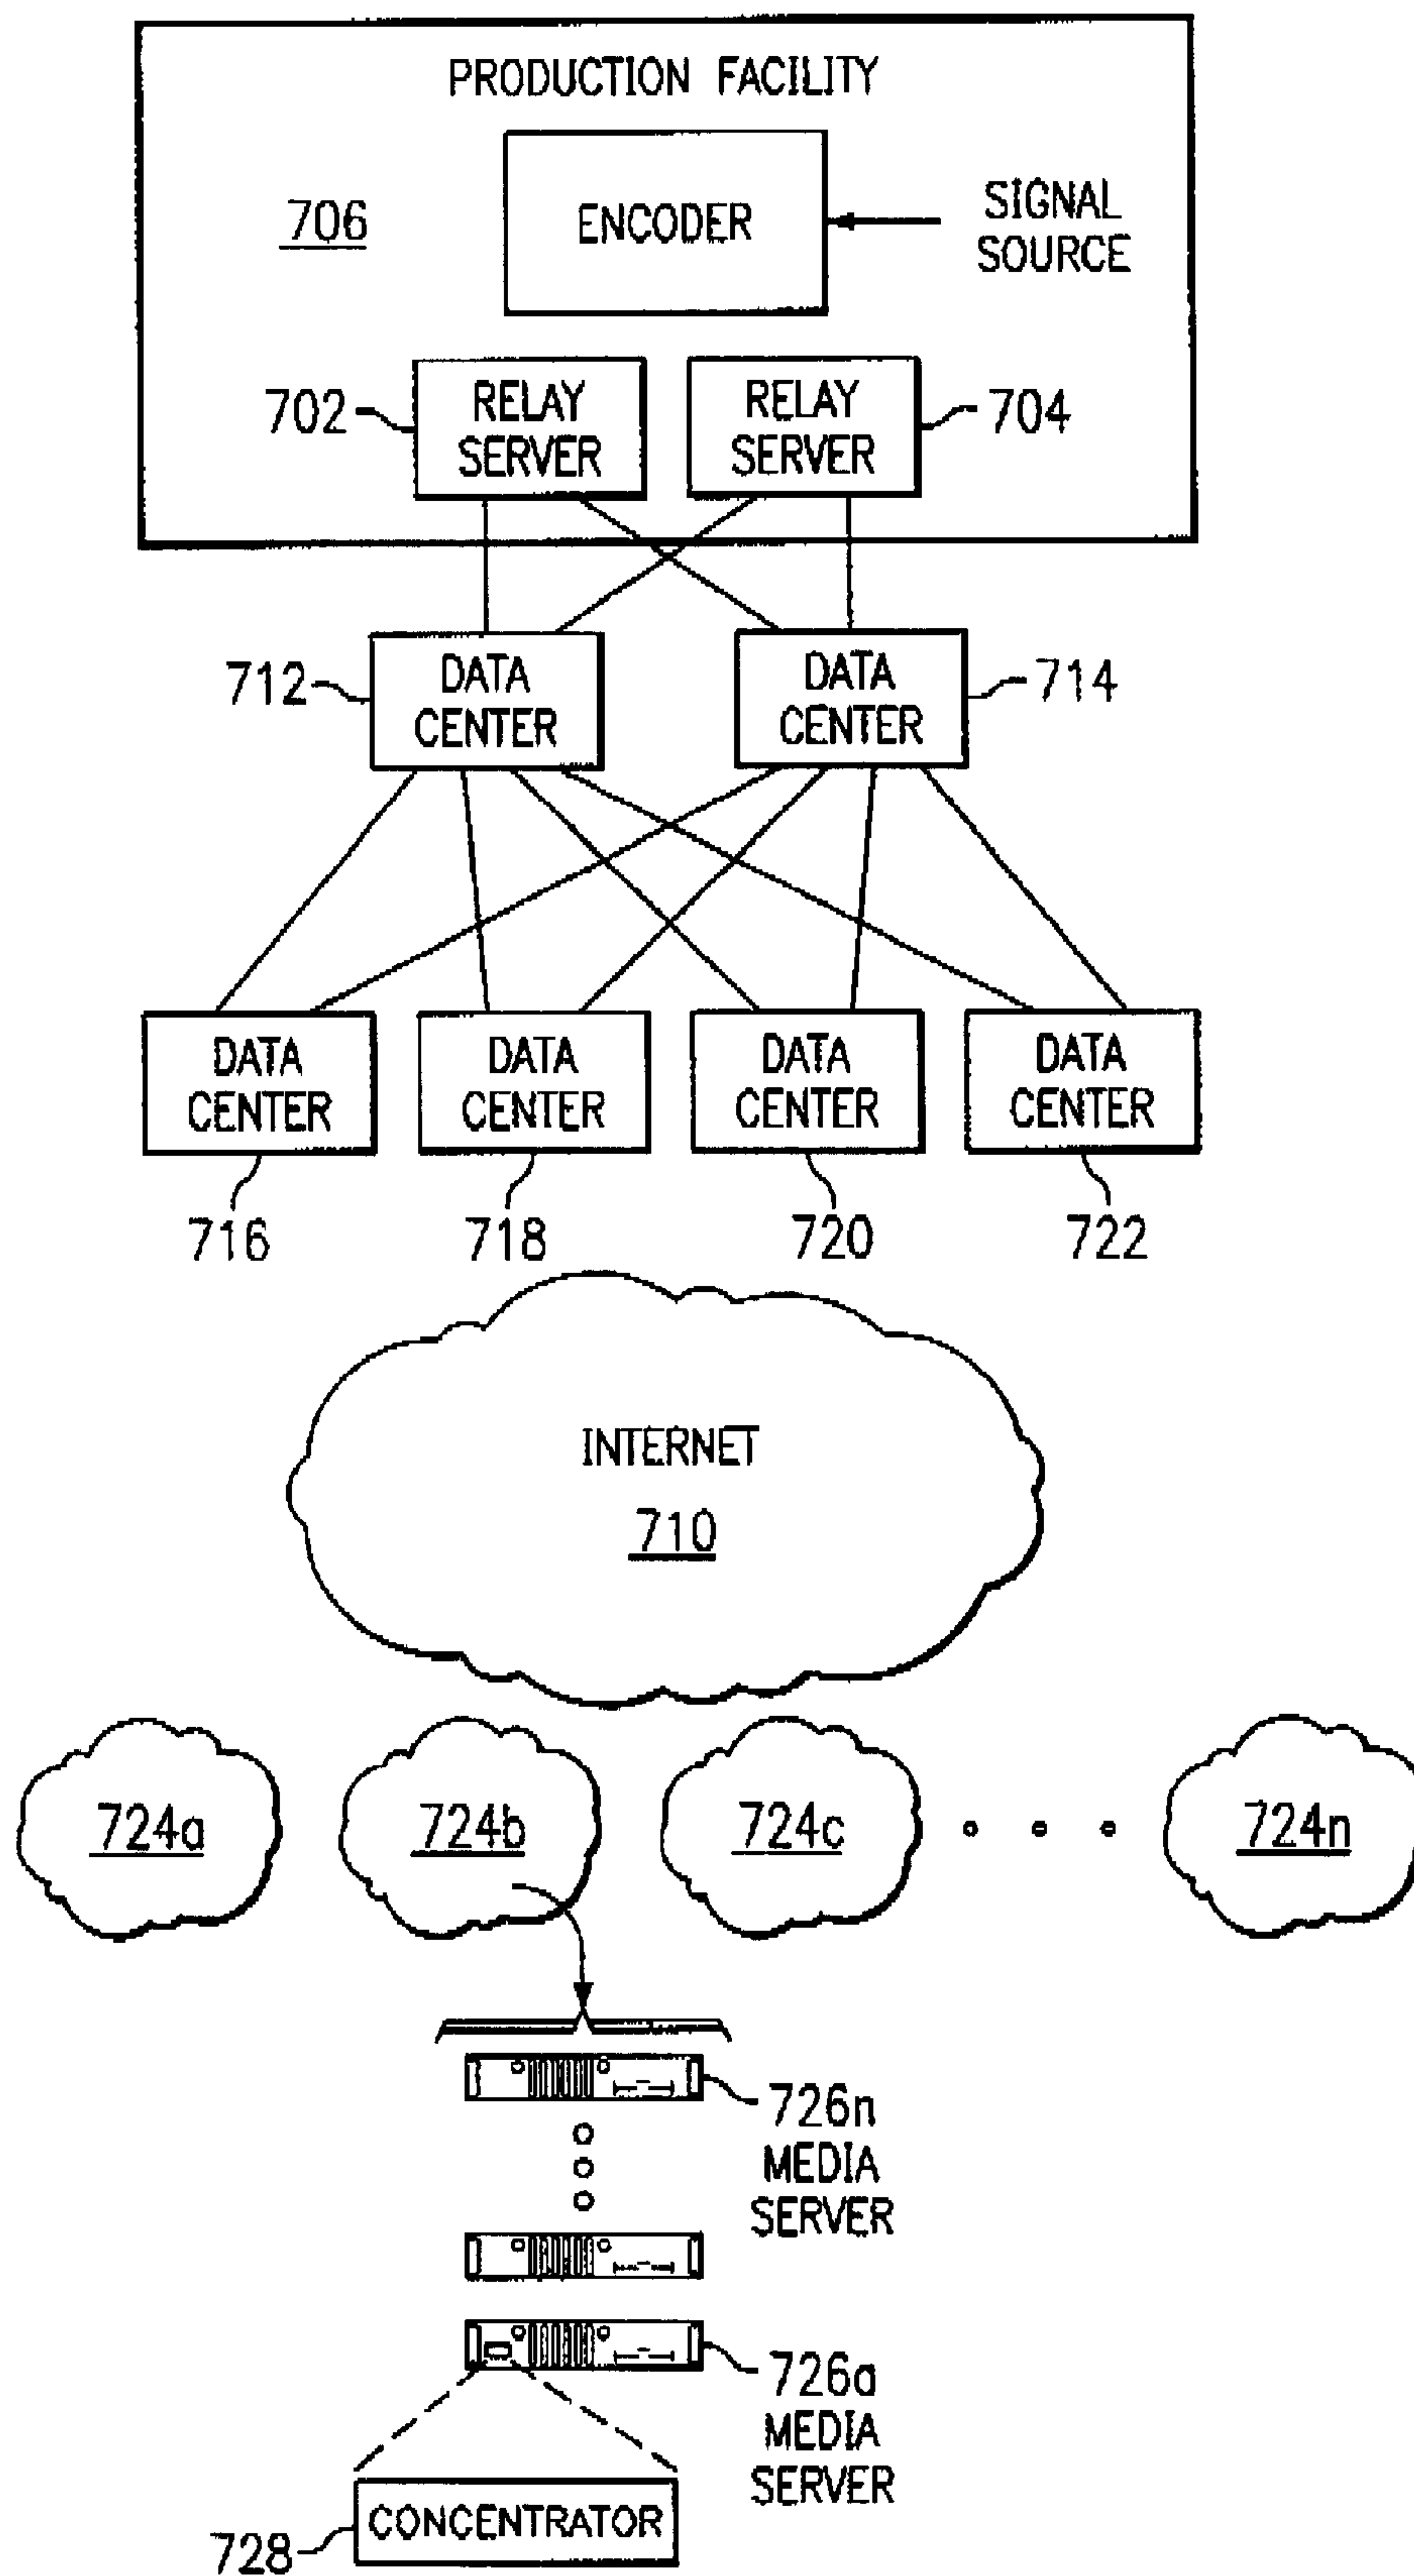 PRODUCTION FACILITY
706
ENCODER
SIGNAL
SOURCE
702
RELAY
SERVER
RELAY
SERVER
704
712
DATA
CENTER
DATA
CENTER
714
DATA
CENTER
DATA
CENTER
DATA
CENTER
DATA
CENTER
716
718
720
722
INTERNET
710
724a
724b
724c
724n
726n
MEDIA
SERVER
726a
MEDIA
SERVER
CONCENTRATOR
728